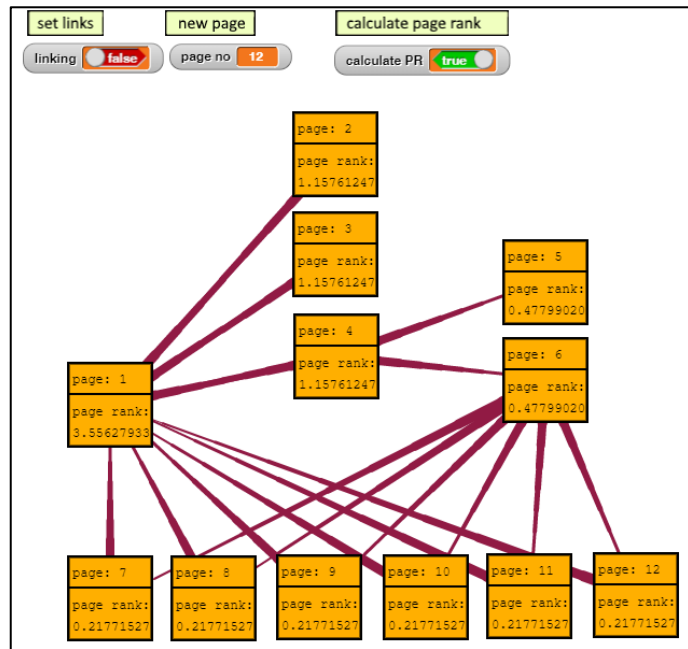 set links
new page
calculate page rank
linking false
page no 12
calculate PR true
page: 2
page rank:
1.15761247
page: 3
page rank:
1.15761247
page: 5
page rank:
0.47799020
page: 4
page rank:
1.15761247
page: 6
page rank:
0.47799020
page: 1
page rank:
3.55627933
page: 7
page rank:
0.21771527
page: 8
page rank:
0.21771527
page: 9
page rank:
0.21771527
page: 10
page rank:
0.21771527
page: 11
page rank:
0.21771527
page: 12
page rank:
0.21771527